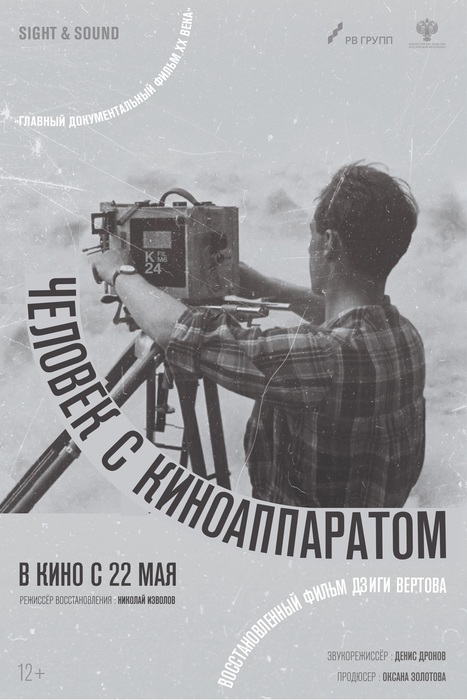 SIGHT & SOUND
РВ ГРУПП
"ГЛАВНЫЙ ДОКУМЕНТАЛЬНЫЙ ФИЛЬМ XX ВЕКА"
K
24
ЧЕЛОВЕК С КИНОАППАРАТОМ
В КИНО С 22 МАЯ
РЕЖИССЁР ВОССТАНОВЛЕНИЯ : НИКОЛАЙ ИЗВОЛОВ
ВОССТАНОВЛЕННЫЙ ФИЛЬМ ДЗИГИ ВЕРТОВА
12+
ЗВУКОРЕЖИССЁР : ДЕНИС ДРОНОВ
ПРОДЮСЕР : ОКСАНА ЗОЛОТОВА